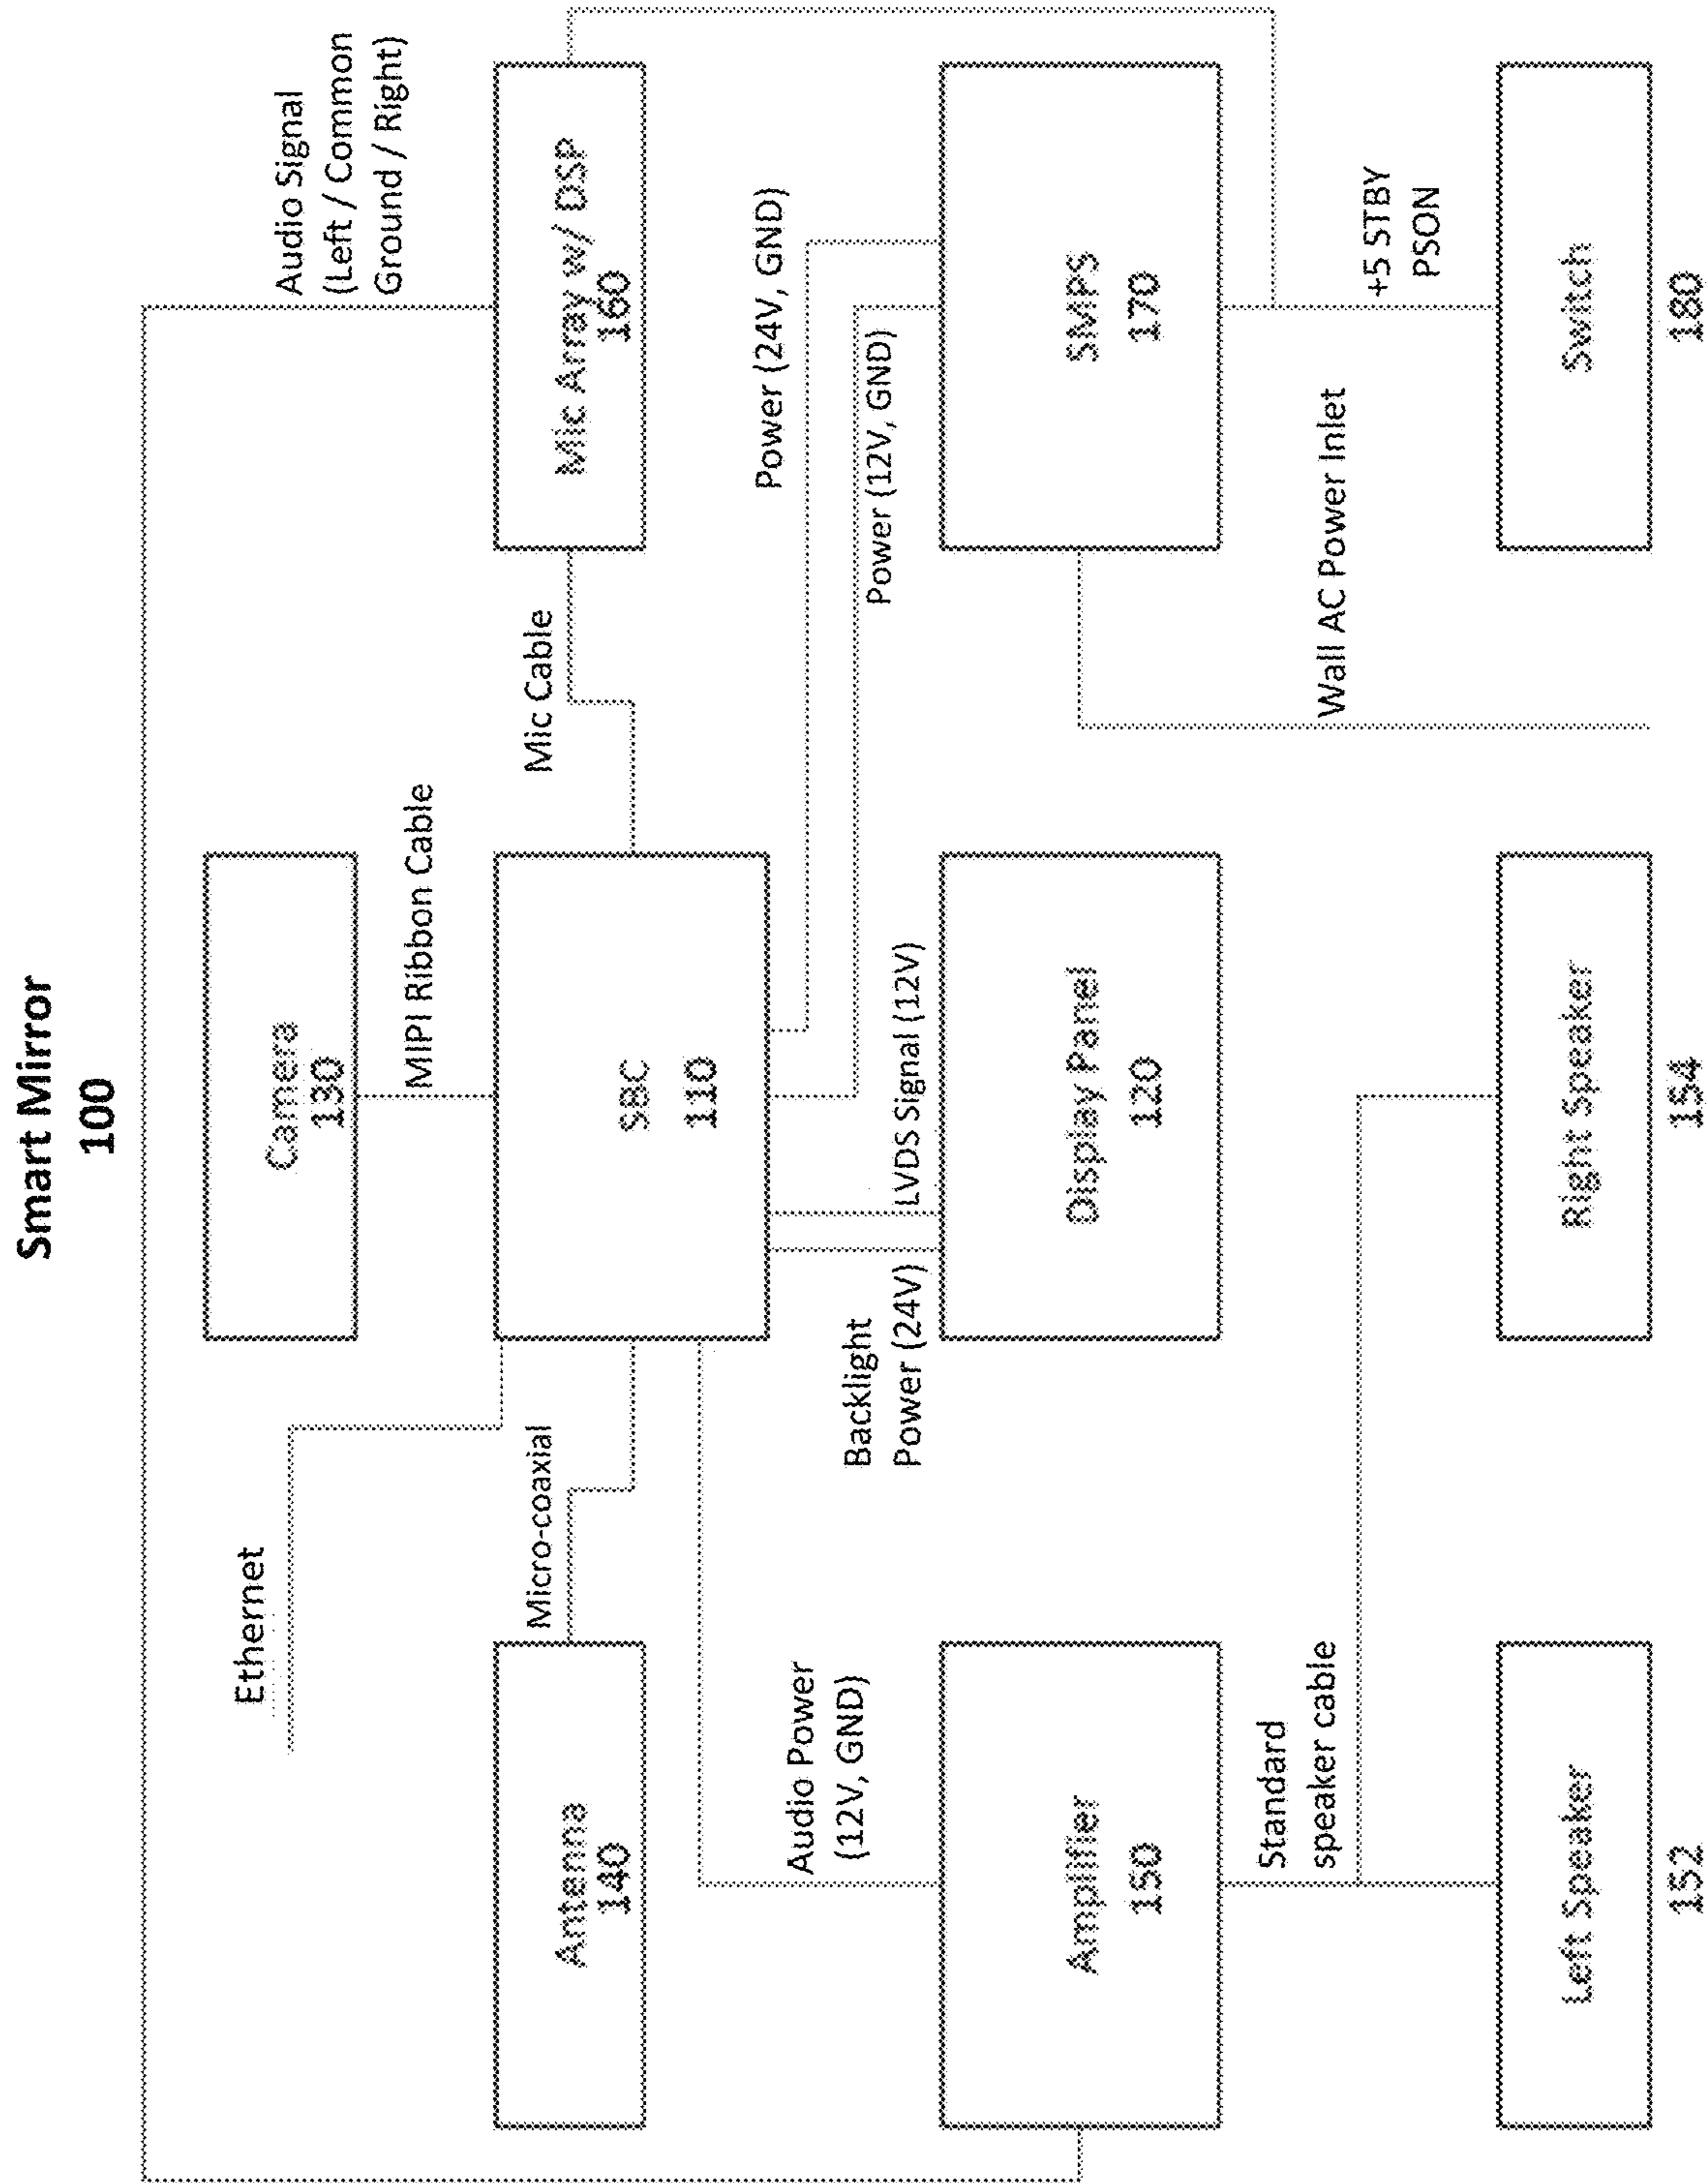 Smart Mirror
100
Ethernet
Camera
130
MIPI Ribbon Cable
Audio Signal
(Left / Common
Ground / Right)
Antenna
140
Micro-coaxial
SBC
110
Mic Cable
Mic Array w/ DSP
160
Audio Power
(12V, GND)
Backlight
Power (24V)
LVDS Signal (12V)
Power (24V, GND)
Power (12V, GND)
Amplifier
150
Display Panel
120
SMPS
170
Standard
speaker cable
Wall AC Power Inlet
+5 STBY
PSON
Left Speaker
152
Right Speaker
154
Switch
180